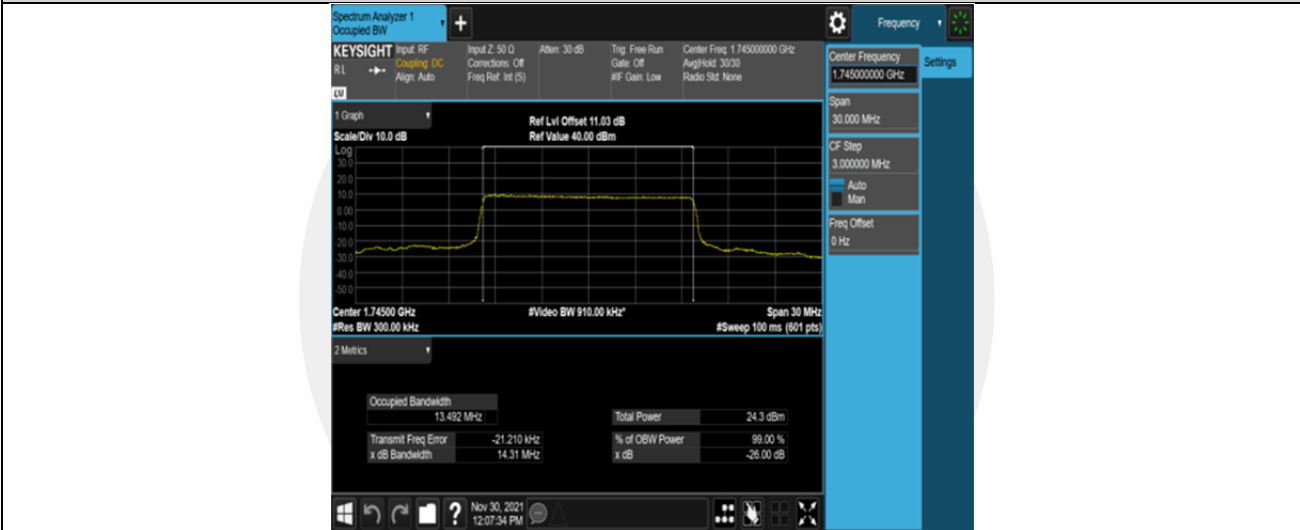 Spectrum Analyzer 1
Occupied BW
+
Frequency
KEYSIGHT
R L
LXI
Input: RF
Coupling: DC
Align: Auto
Input Z: 50 Ω
Corrections: Off
Freq Ref: Int (S)
Atten: 30 dB
Trig: Free Run
Gate: Off
#IF Gain: Low
Center Freq: 1.745000000 GHz
Avg|Hold: 30/30
Radio Std: None
Center Frequency
1.745000000 GHz
Settings
Span
30.000 MHz
CF Step
3.000000 MHz
Auto
Man
Freq Offset
0 Hz
1 Graph
Scale/Div 10.0 dB
Ref Lvl Offset 11.03 dB
Ref Value 40.00 dBm
Log
30.0
20.0
10.0
0.00
-10.0
-20.0
-30.0
-40.0
-50.0
Center 1.74500 GHz
#Video BW 910.00 kHz*
Span 30 MHz
#Res BW 300.00 kHz
#Sweep 100 ms (601 pts)
2 Metrics
Occupied Bandwidth
13.492 MHz
Total Power 24.3 dBm
Transmit Freq Error -21.210 kHz
% of OBW Power 99.00 %
x dB Bandwidth 14.31 MHz
x dB -26.00 dB
?
Nov 30, 2021
12:07:34 PM